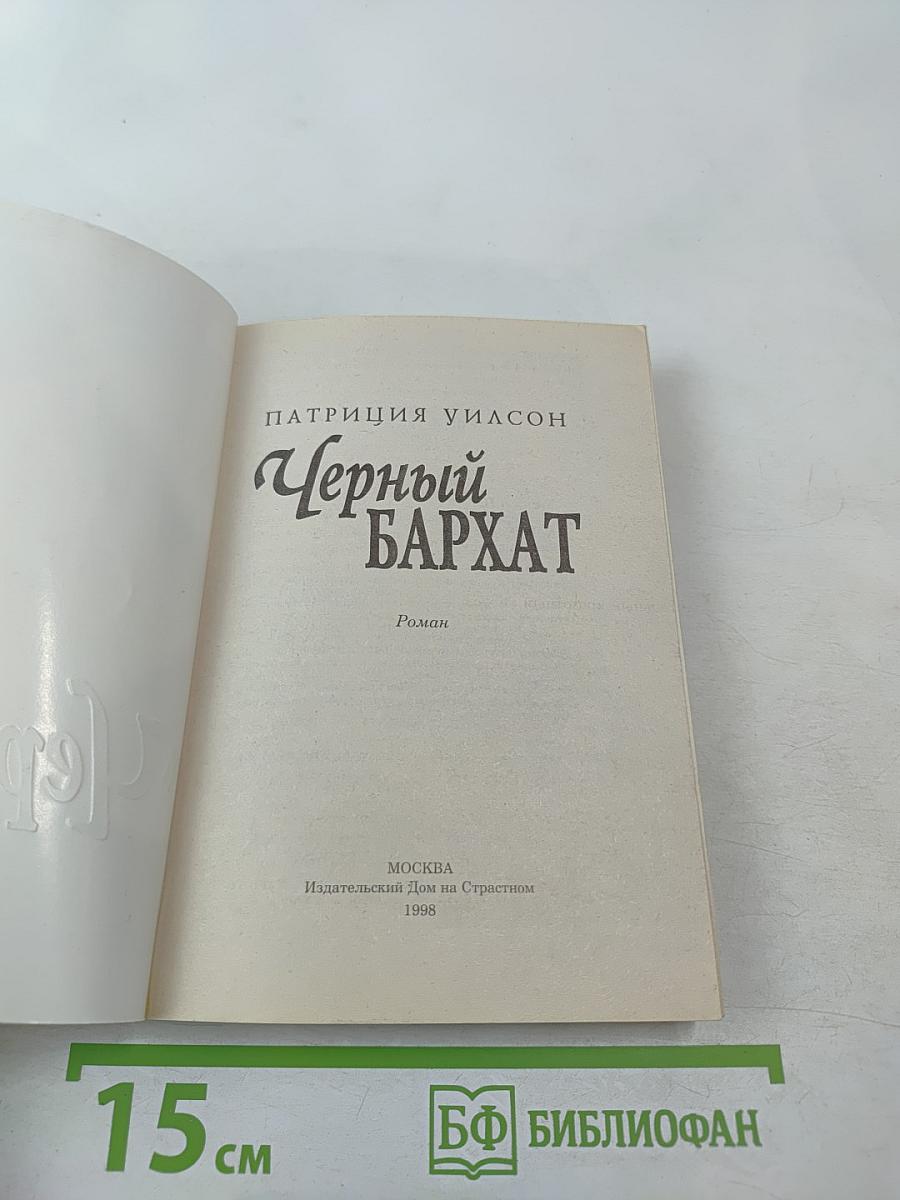 ПАТРИЦИЯ УИЛСОН
Черный
БАРХАТ
Роман
МОСКВА
Издательский Дом на Страстном
1998
15 см
БФ БИБЛИОФАН